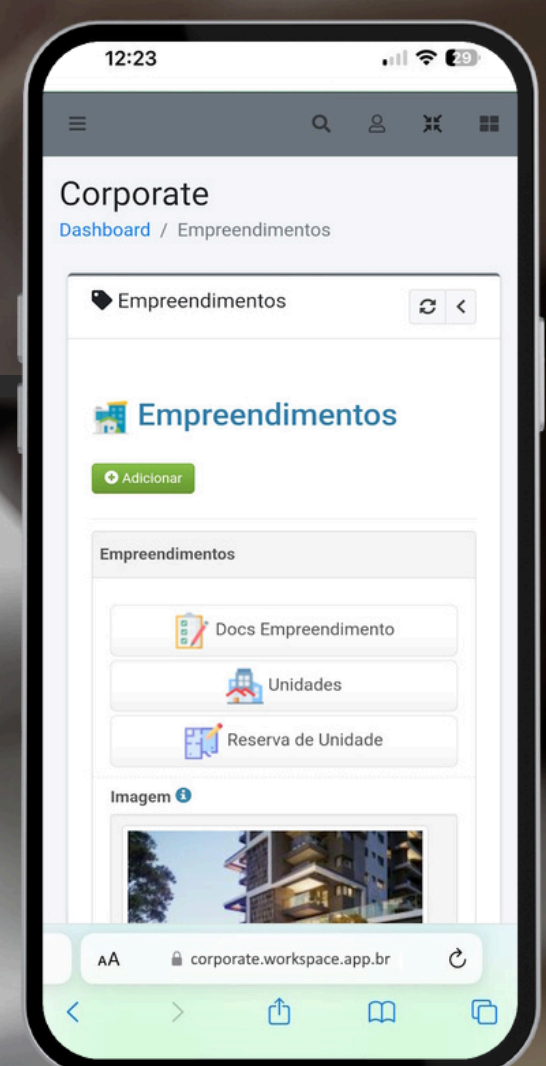 12:23
29
Corporate
Dashboard / Empreendimentos
Empreendimentos
Empreendimentos
Adicionar
Empreendimentos
Docs Empreendimento
Unidades
Reserva de Unidade
Imagem
AA
corporate.workspace.app.br